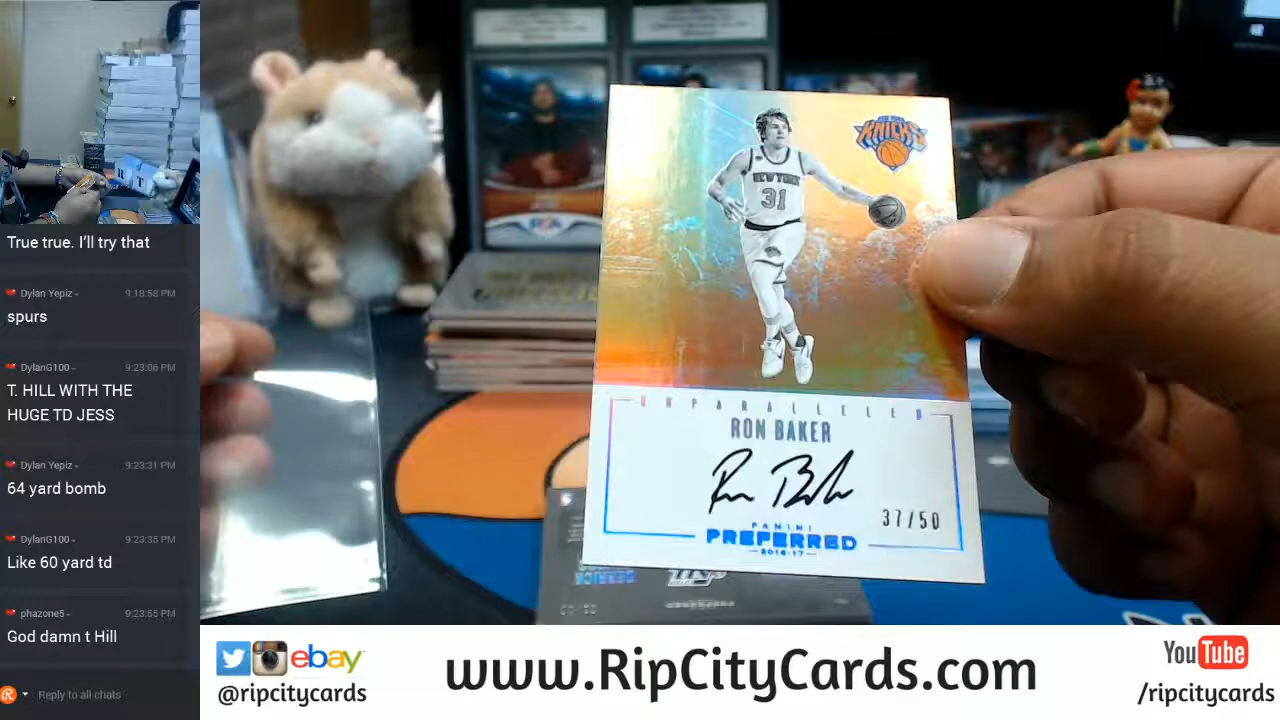 True true. I'll try that
Dylan Yepiz
9:18:58 PM
spurs
DylanG100
9:23:06 PM
T. HILL WITH THE
HUGE TD JESS
Dylan Yepiz
9:23:31 PM
64 yard bomb
DylanG100
9:23:35 PM
Like 60 yard td
phazone5
9:23:55 PM
God damn t Hill
Reply to all chats
KNICKS
NEW YORK
31
UNPARALLELED
RON BAKER
37/50
PANINI
PREFERRED
2016-17
ebay
@ripcitycards
www.RipCityCards.com
YouTube
/ripcitycards